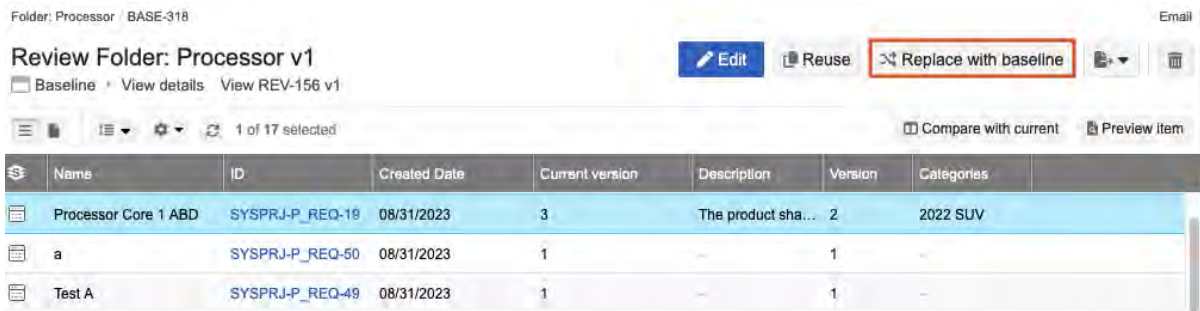 Folder: Processor / BASE-318 Email
Review Folder: Processor v1 Edit Reuse Replace with baseline
Baseline • View details View REV-156 v1
1 of 17 selected Compare with current Preview item
Name ID Created Date Current version Description Version Categories
Processor Core 1 ABD SYSPRJ-P_REQ-19 08/31/2023 3 The product sha... 2 2022 SUV
a SYSPRJ-P_REQ-50 08/31/2023 1 – 1 –
Test A SYSPRJ-P_REQ-49 08/31/2023 1 – 1 –